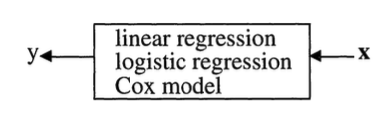 y
linear regression
logistic regression
Cox model
x